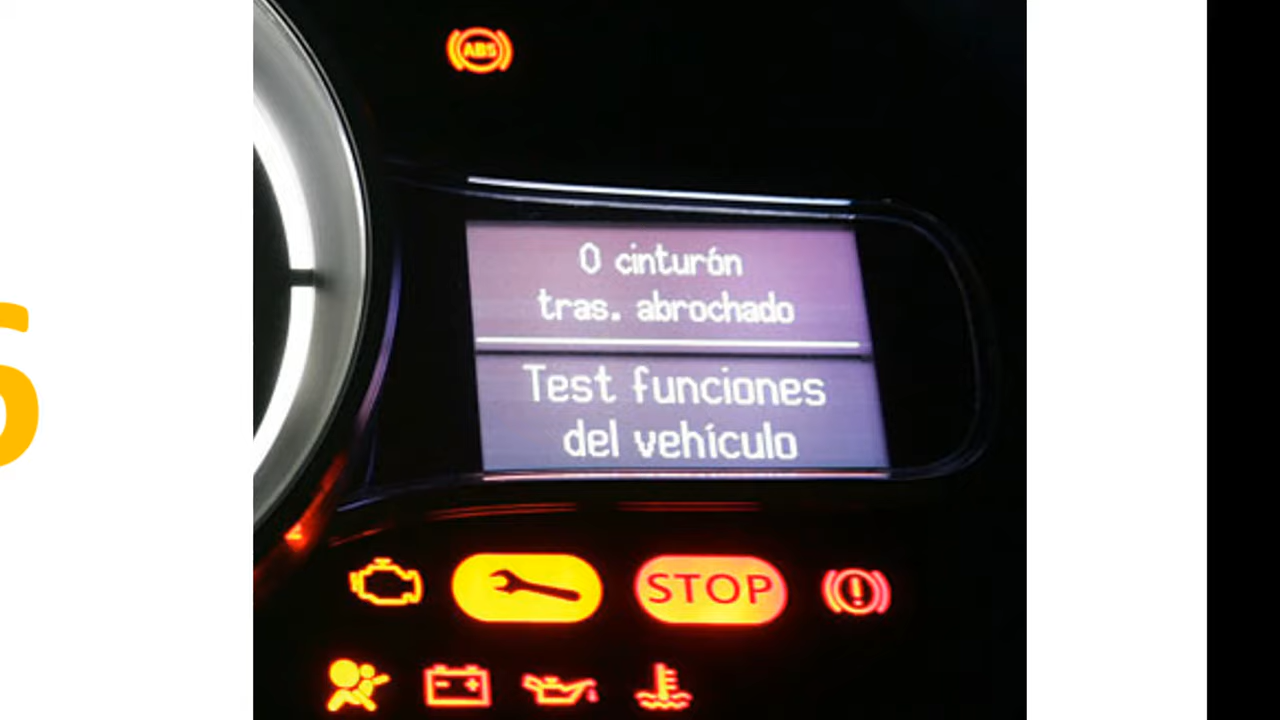 ABS
0 cinturón
tras. abrochado
Test funciones
del vehículo
STOP